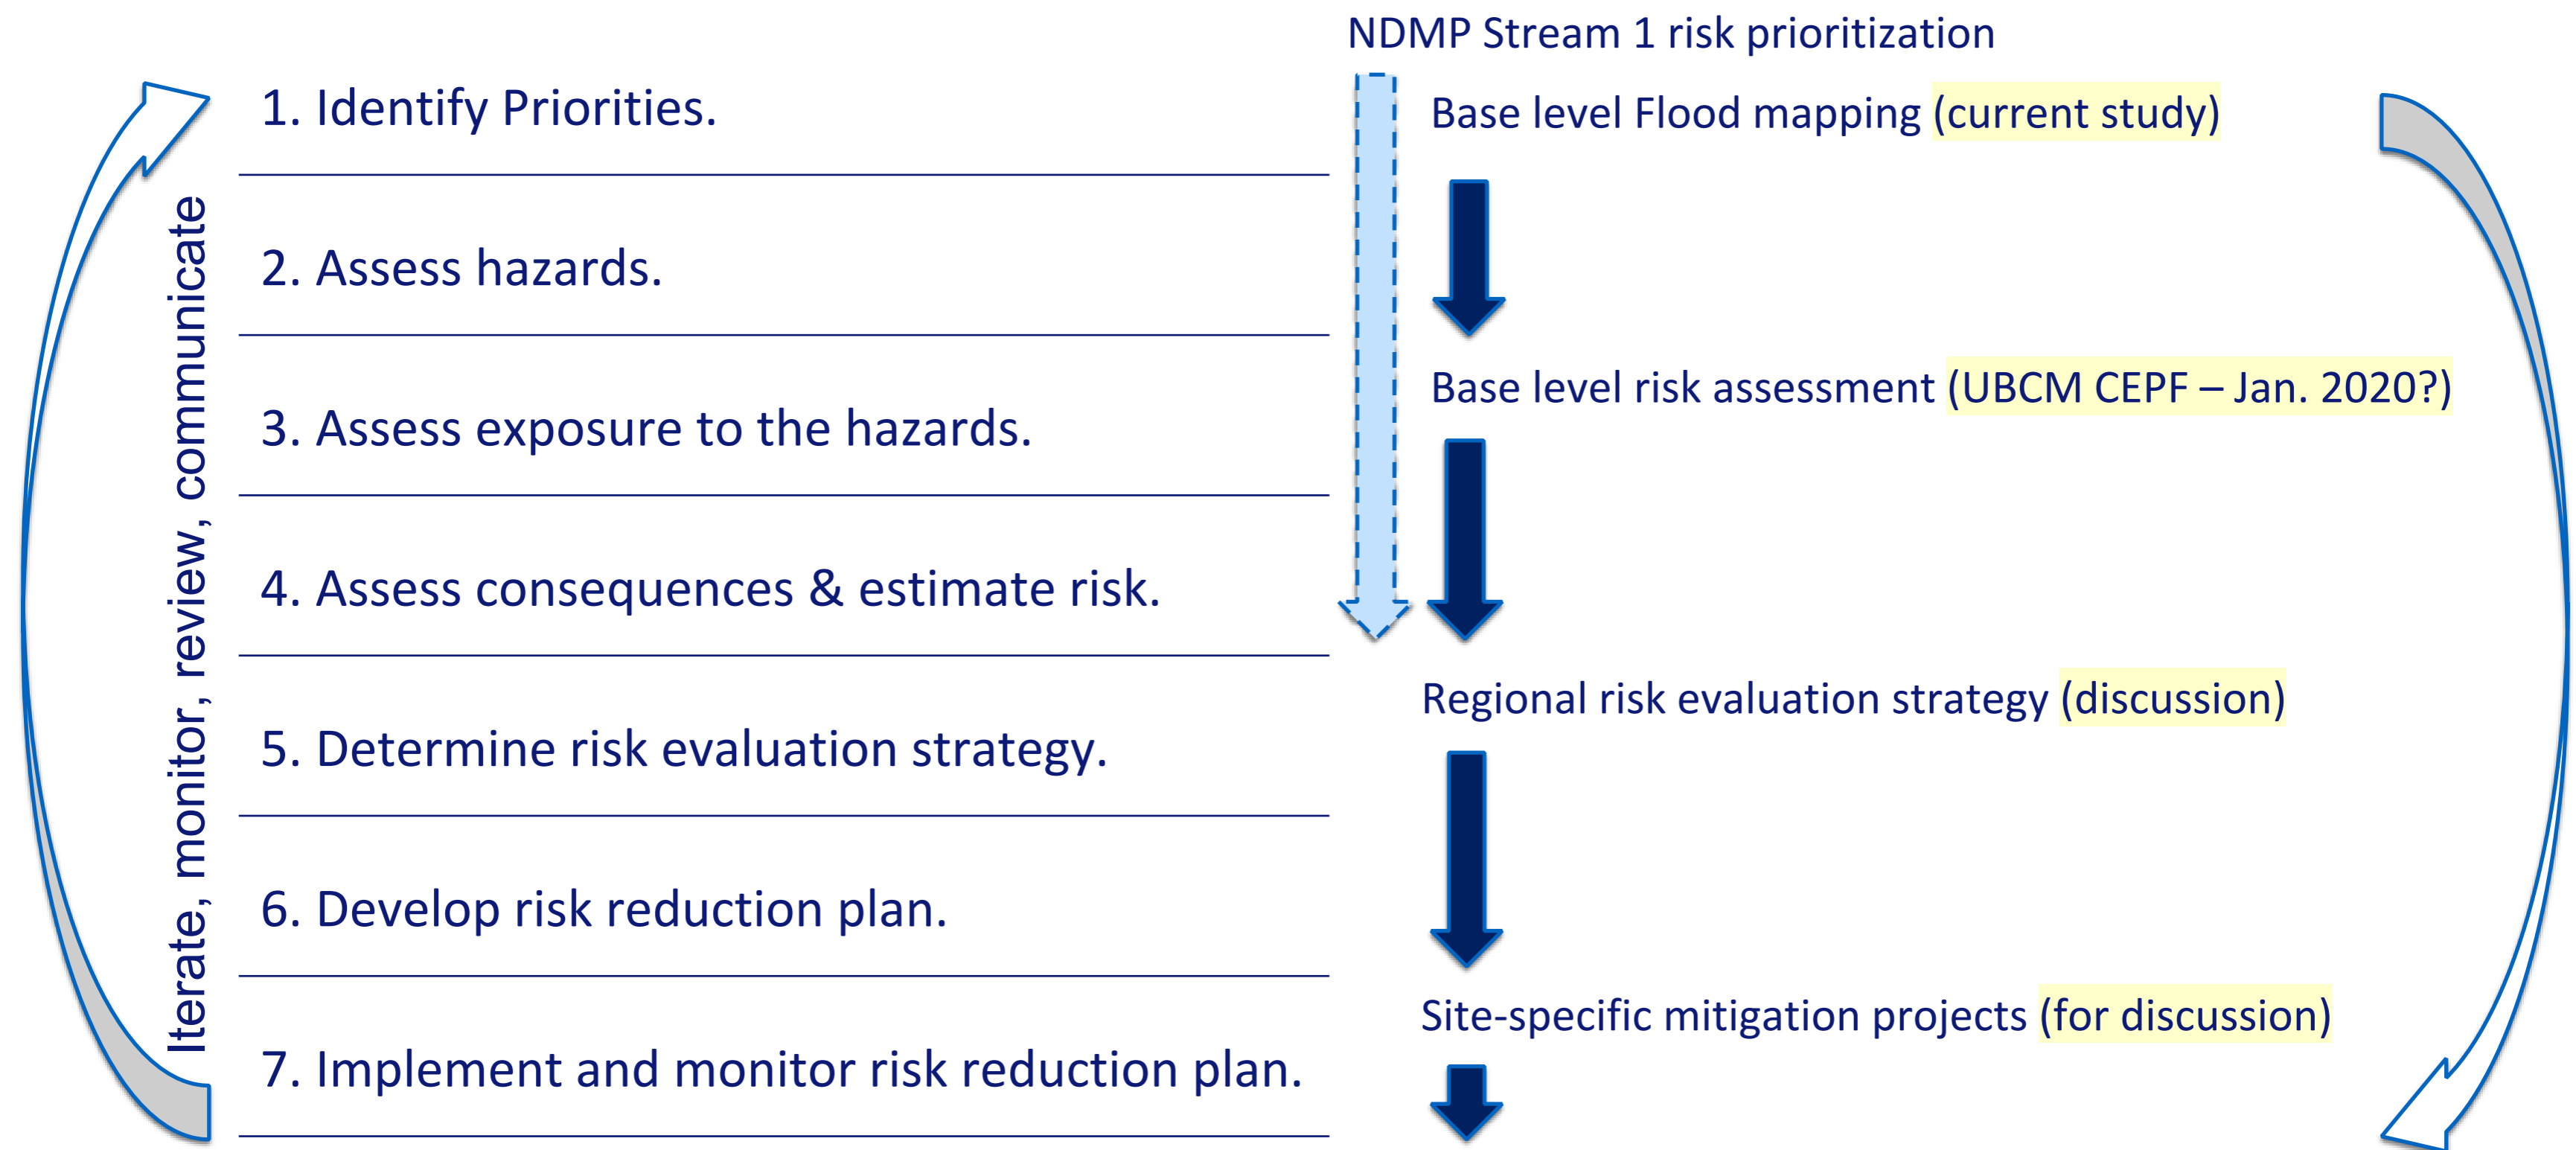 NDMP Stream 1 risk prioritization
1. Identify Priorities.
Base level Flood mapping (current study)
2. Assess hazards.
Base level risk assessment (UBCM CEPF – Jan. 2020?)
3. Assess exposure to the hazards.
4. Assess consequences & estimate risk.
Regional risk evaluation strategy (discussion)
5. Determine risk evaluation strategy.
6. Develop risk reduction plan.
Site-specific mitigation projects (for discussion)
7. Implement and monitor risk reduction plan.
Iterate, monitor, review, communicate